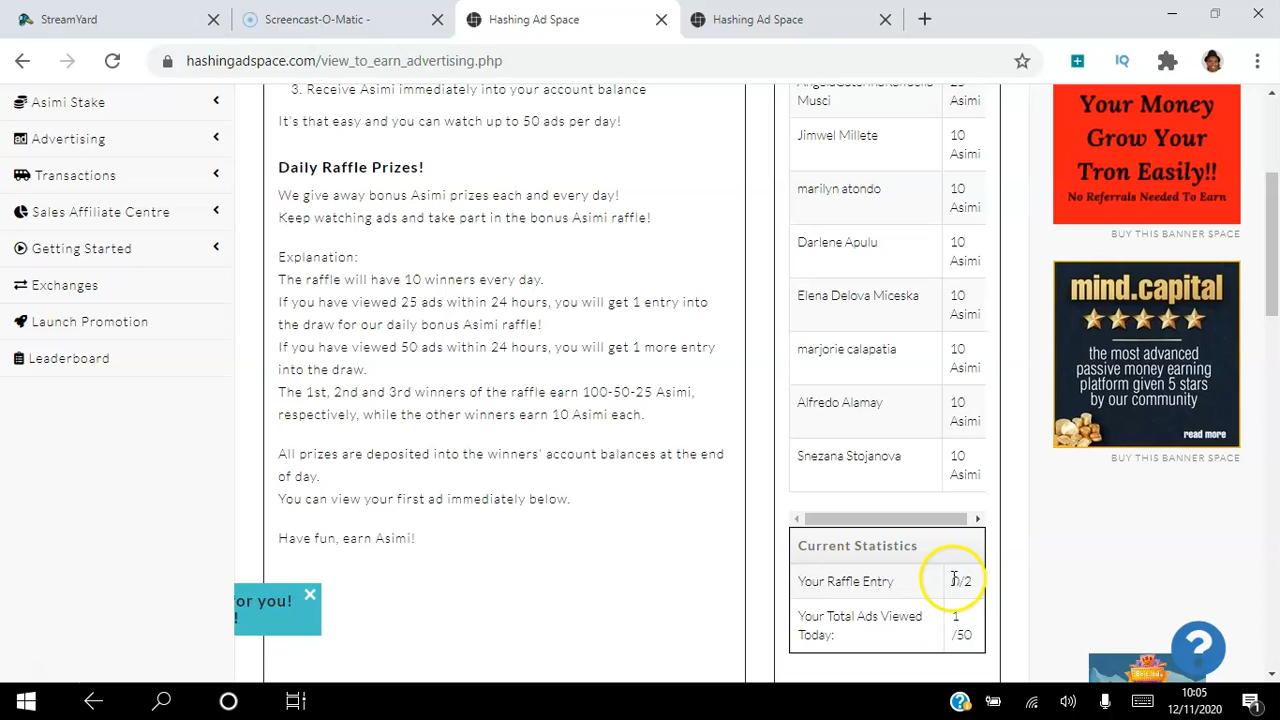 StreamYard
Screencast-O-Matic -
Hashing Ad Space
Hashing Ad Space
hashingadspace.com/view_to_earn_advertising.php
Asimi Stake
Advertising
Transactions
Sales Affiliate Centre
Getting Started
Exchanges
Launch Promotion
Leaderboard
3. Receive Asimi immediately into your account balance
It's that easy and you can watch up to 50 ads per day!
Daily Raffle Prizes!
We give away bonus Asimi prizes each and every day!
Keep watching ads and take part in the bonus Asimi raffle!
Explanation:
The raffle will have 10 winners every day.
If you have viewed 25 ads within 24 hours, you will get 1 entry into
the draw for our daily bonus Asimi raffle!
If you have viewed 50 ads within 24 hours, you will get 1 more entry
into the draw.
The 1st, 2nd and 3rd winners of the raffle earn 100-50-25 Asimi,
respectively, while the other winners earn 10 Asimi each.
All prizes are deposited into the winners' account balances at the end
of day.
You can view your first ad immediately below.
Have fun, earn Asimi!
or you!
!
Musci
Asimi
Jimwel Millete
10
Asimi
marilyn atondo
10
Asimi
Darlene Apulu
10
Asimi
Elena Delova Miceska
10
Asimi
marjorie calapatia
10
Asimi
Alfredo Alamay
10
Asimi
Snezana Stojanova
10
Asimi
Current Statistics
Your Raffle Entry
/2
Your Total Ads Viewed
Today:
1
/50
Your Money
Grow Your
Tron Easily!!
No Referrals Needed To Earn
BUY THIS BANNER SPACE
mind.capital
the most advanced
passive money earning
platform given 5 stars
by our community
read more
BUY THIS BANNER SPACE
?
10:05
12/11/2020